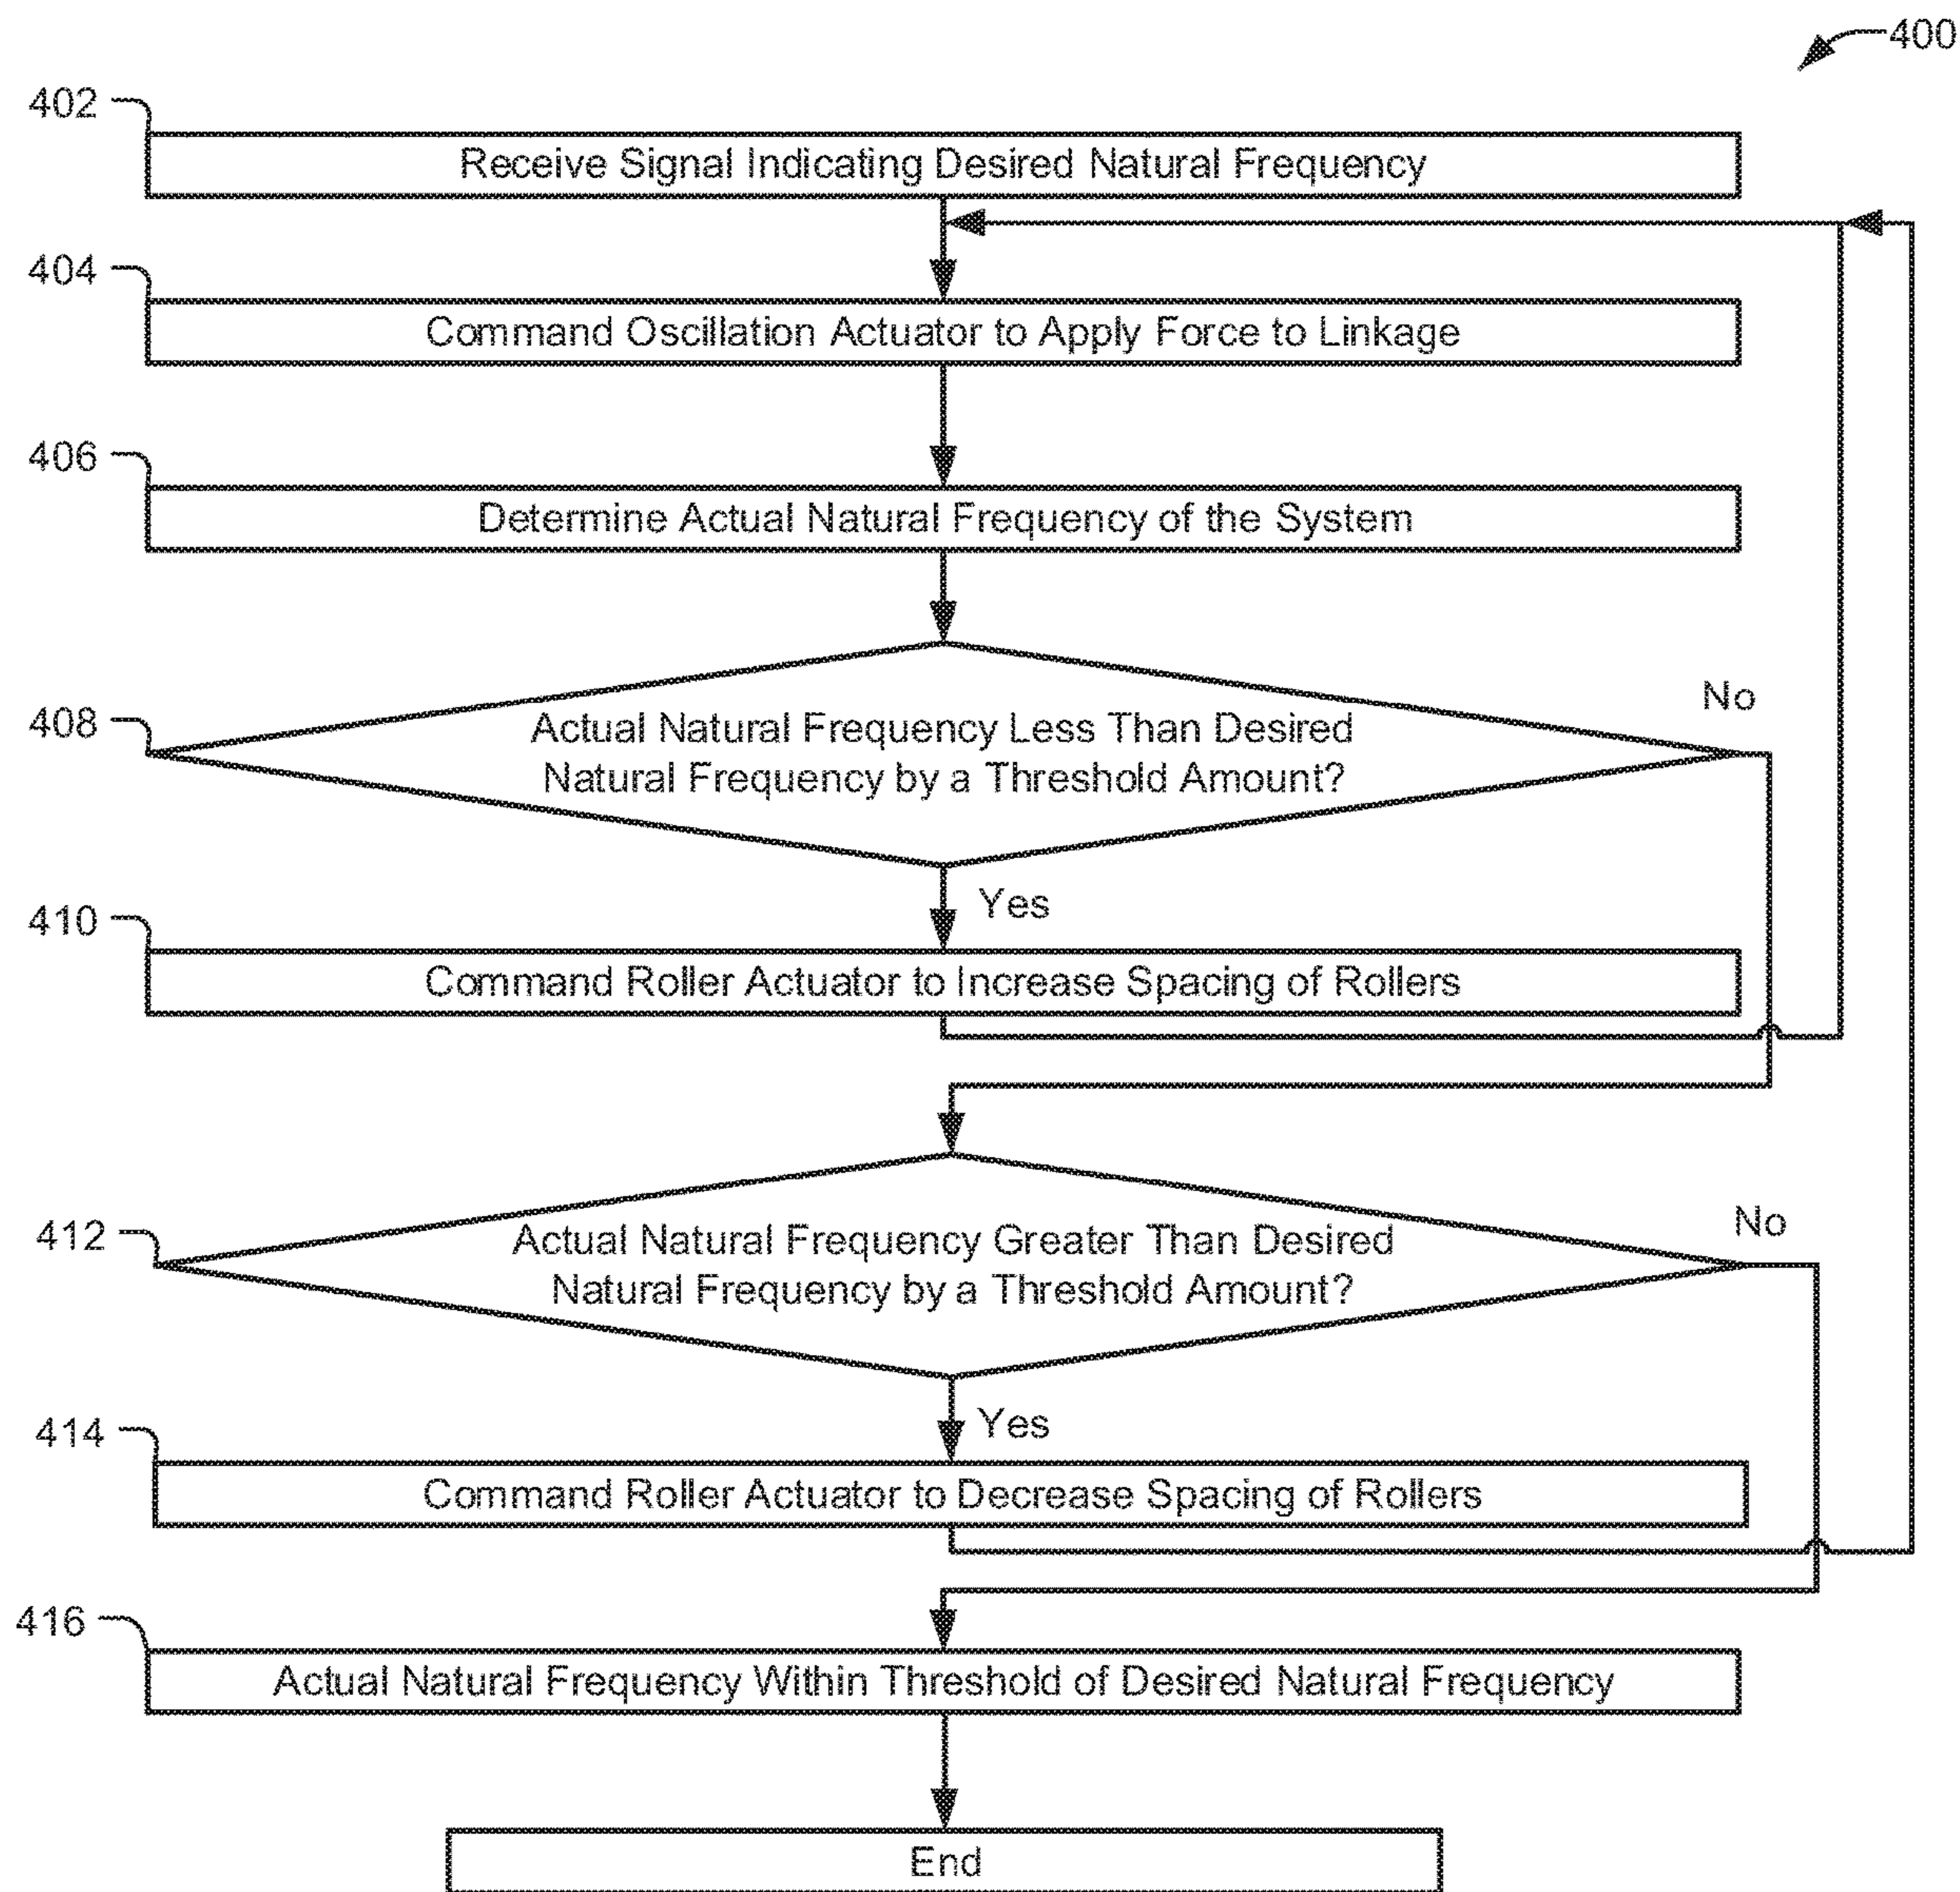 400
402
Receive Signal Indicating Desired Natural Frequency
404
Command Oscillation Actuator to Apply Force to Linkage
406
Determine Actual Natural Frequency of the System
408
Actual Natural Frequency Less Than Desired
Natural Frequency by a Threshold Amount?
No
Yes
410
Command Roller Actuator to Increase Spacing of Rollers
412
Actual Natural Frequency Greater Than Desired
Natural Frequency by a Threshold Amount?
No
Yes
414
Command Roller Actuator to Decrease Spacing of Rollers
416
Actual Natural Frequency Within Threshold of Desired Natural Frequency
End